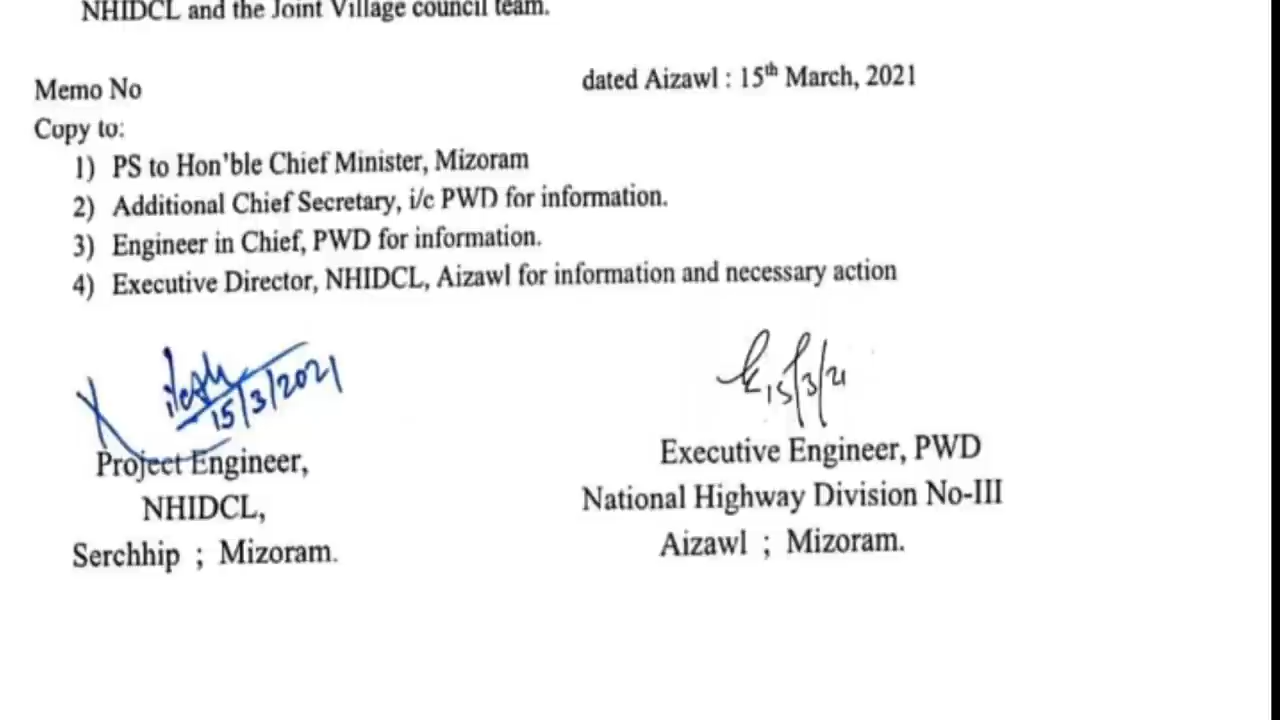 NHIDCL and the Joint Village council team.
Memo No dated Aizawl : 15th March, 2021
Copy to:
1) PS to Hon'ble Chief Minister, Mizoram
2) Additional Chief Secretary, i/c PWD for information.
3) Engineer in Chief, PWD for information.
4) Executive Director, NHIDCL, Aizawl for information and necessary action
15/3/2021
15/3/21
Project Engineer,
NHIDCL,
Serchhip ; Mizoram.
Executive Engineer, PWD
National Highway Division No-III
Aizawl ; Mizoram.